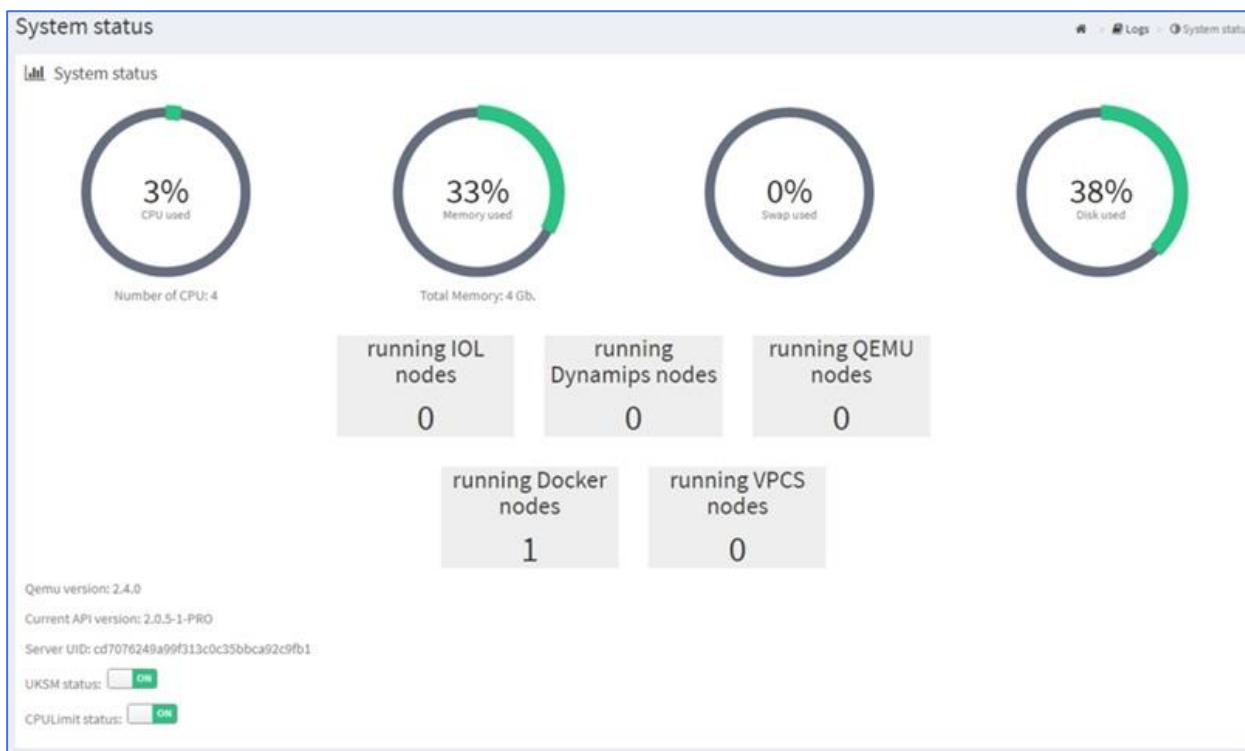 System status
Logs
System statu
System status
3%
CPU used
33%
Memory used
0%
Swap used
38%
Disk used
Number of CPU: 4
Total Memory: 4 Gb.
running IOL
nodes
0
running
Dynamips nodes
0
running QEMU
nodes
0
running Docker
nodes
1
running VPCS
nodes
0
Qemu version: 2.4.0
Current API version: 2.0.5-1-PRO
Server UID: cd7076249a99f313c0c35bbca92c9fb1
UKSM status: ON
CPULimit status: ON